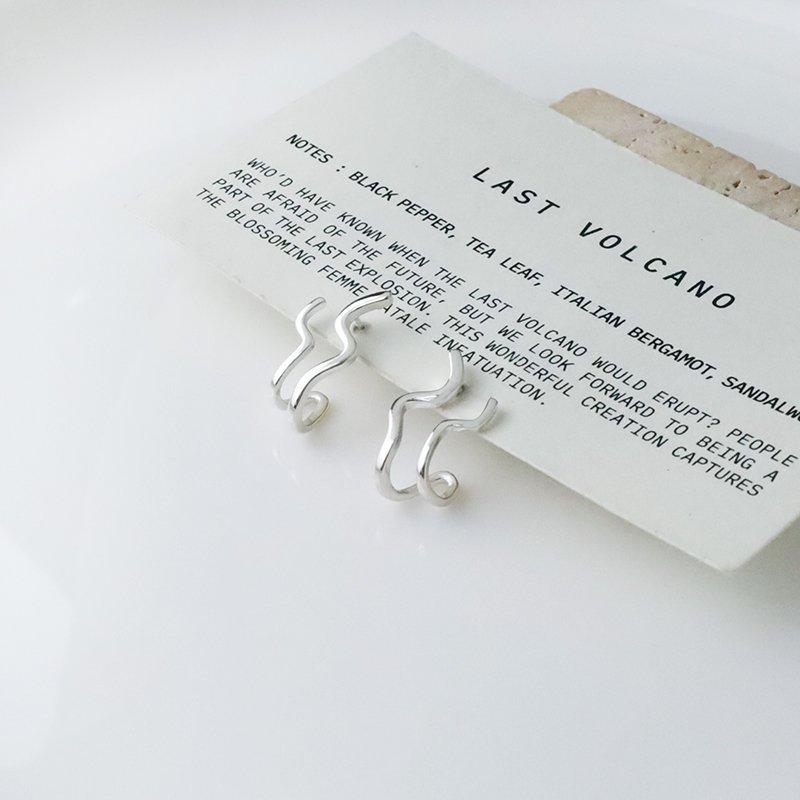 LAST VOLCANO
NOTES : BLACK PEPPER, TEA LEAF, ITALIAN BERGAMOT,
WHO'D HAVE KNOWN WHEN THE LAST VOLCANO WOULD ERUPT? PEOPLE
ARE AFRAID OF THE FUTURE, BUT WE LOOK FORWARD TO BEING A
PART OF THE LAST EXPLOSION. THIS WONDERFUL CREATION CAPTURES
THE BLOSSOMING FEMME FATALE INFATUATION.